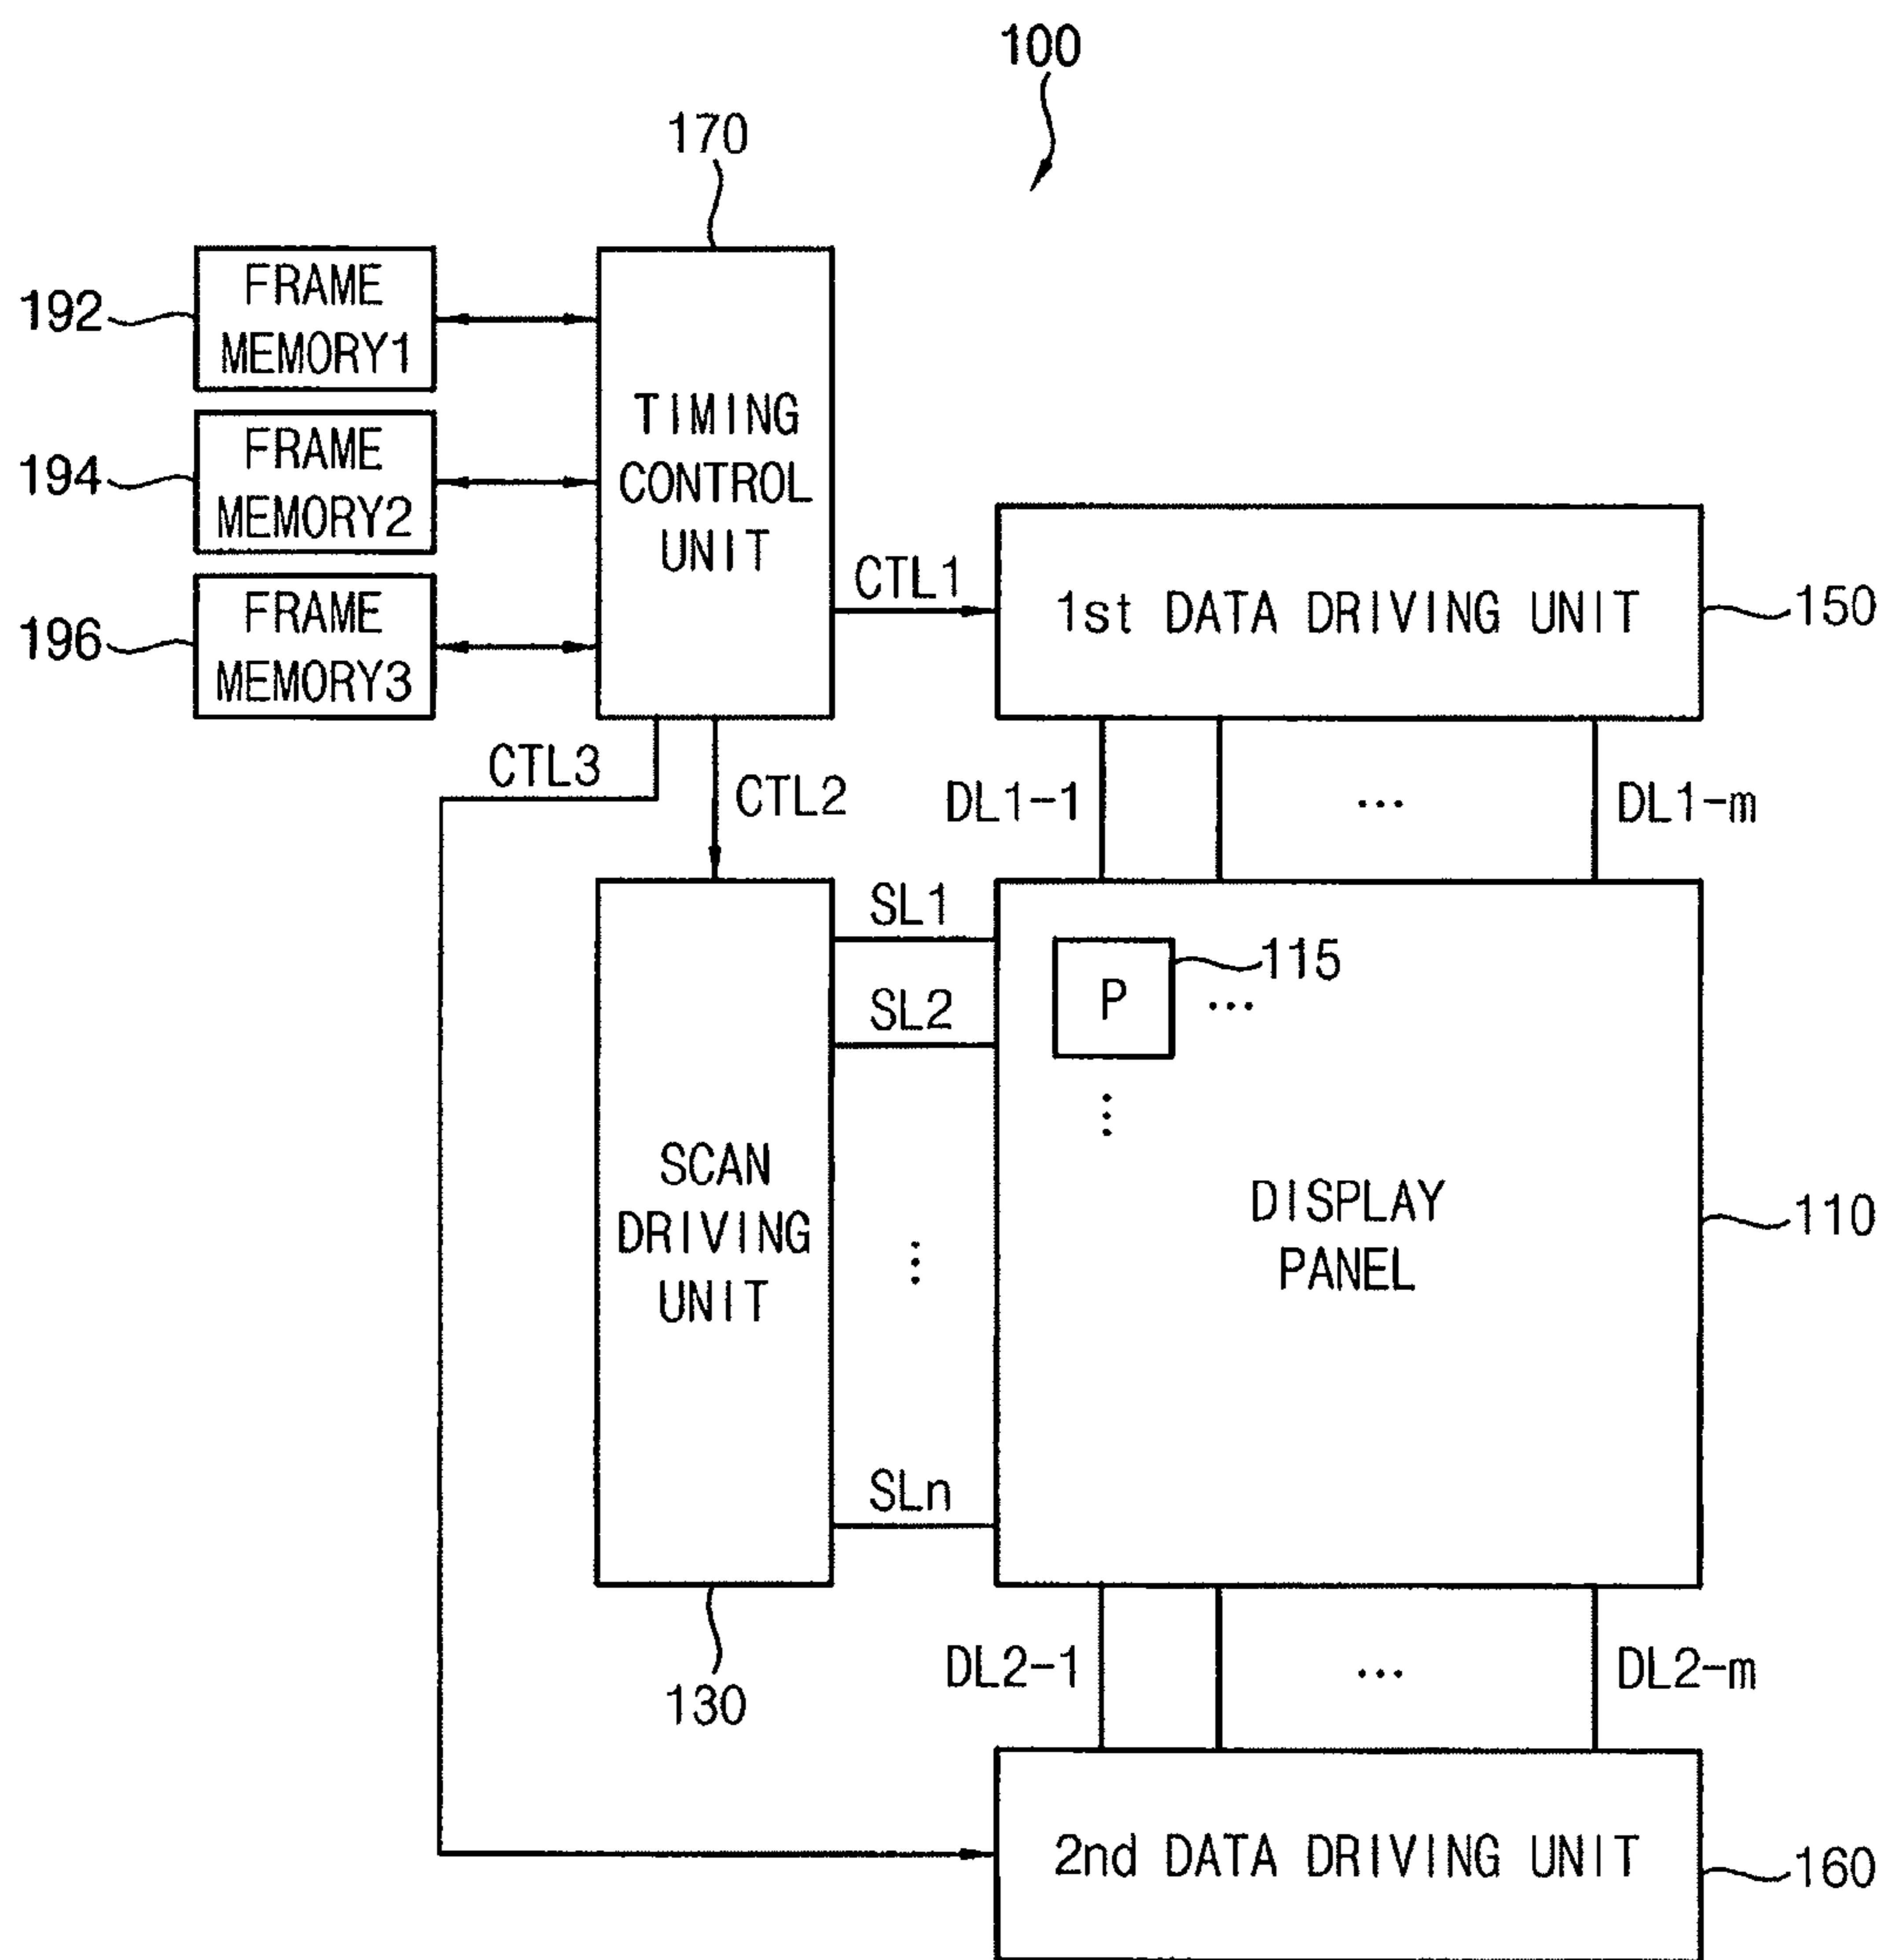 100
170
192
FRAME
MEMORY1
194
FRAME
MEMORY2
196
FRAME
MEMORY3
TIMING
CONTROL
UNIT
CTL1
1st DATA DRIVING UNIT
150
CTL3
CTL2
DL1-1
...
DL1-m
SL1
SL2
SLn
P
115
...
SCAN
DRIVING
UNIT
DISPLAY
PANEL
110
130
DL2-1
...
DL2-m
2nd DATA DRIVING UNIT
160